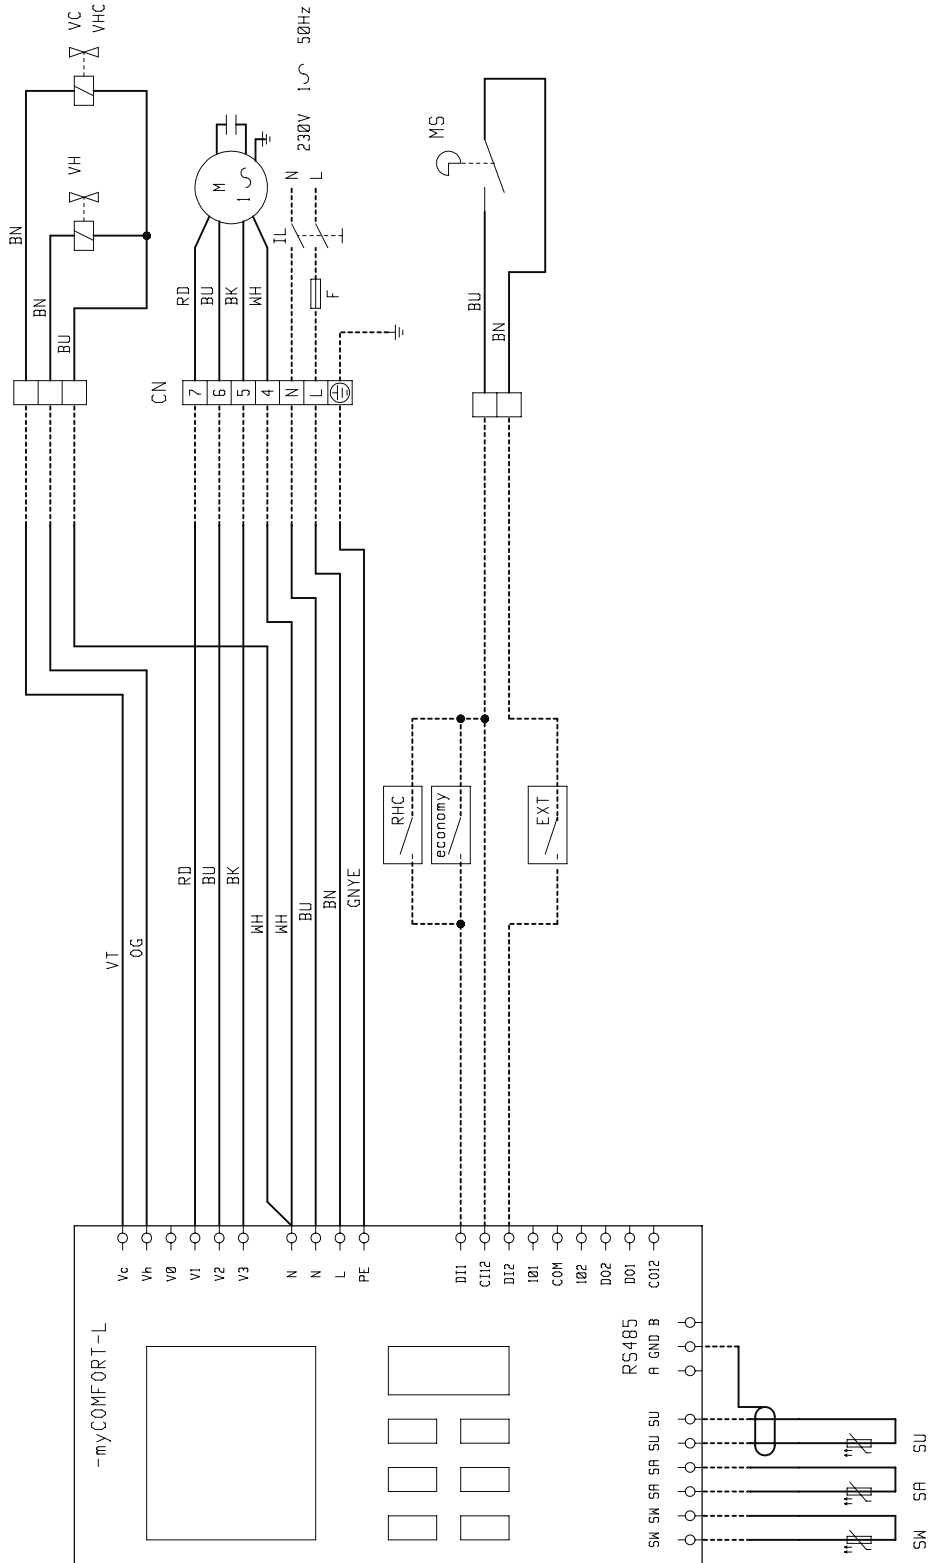 VC
VHC
VH
BN
BN
BU
M
1
230V 1 50Hz
N
L
IL
F
RD
BU
BK
WH
CN
7
6
5
4
N
L
MS
BU
BN
RHC
economy
EXT
VT
OG
RD
BU
BK
WH
WH
BU
BN
GNYE
Vc
Vh
V0
V1
V2
V3
N
N
L
PE
DI1
CI12
DI2
101
COM
102
DO2
DO1
CO12
-myCOMFORT-L
RS485
A GND B
SW SW SA SA SU SU
SW
SA
SU